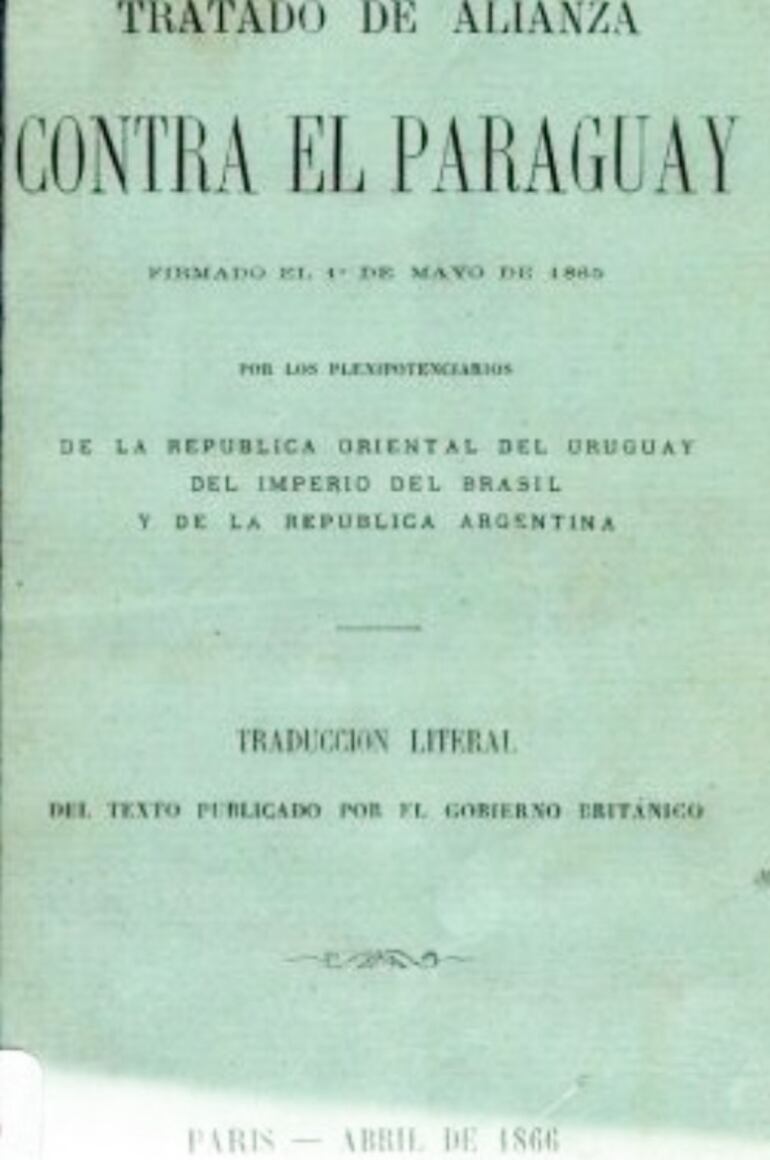 TRATADO DE ALIANZA
CONTRA EL PARAGUAY
FIRMADO EL 1º DE MAYO DE 1865
POR LOS PLENIPOTENCIARIOS
DE LA REPUBLICA ORIENTAL DEL URUGUAY
DEL IMPERIO DEL BRASIL
Y DE LA REPUBLICA ARGENTINA
TRADUCCION LITERAL
DEL TEXTO PUBLICADO POR EL GOBIERNO BRITÁNICO
PARIS — ABRIL DE 1866